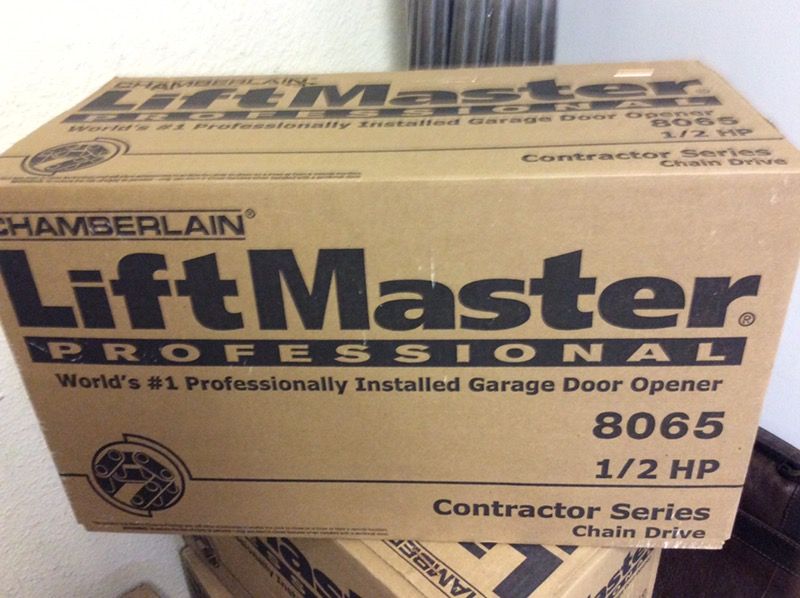 CHAMBERLAIN
LiftMaster
PROFESSIONAL
World's #1 Professionally Installed Garage Door Opener
8065
1/2 HP
Contractor Series
Chain Drive
CHAMBERLAIN®
LiftMaster®
PROFESSIONAL
World's #1 Professionally Installed Garage Door Opener
8065
1/2 HP
Contractor Series
Chain Drive
CHAMBERLAIN